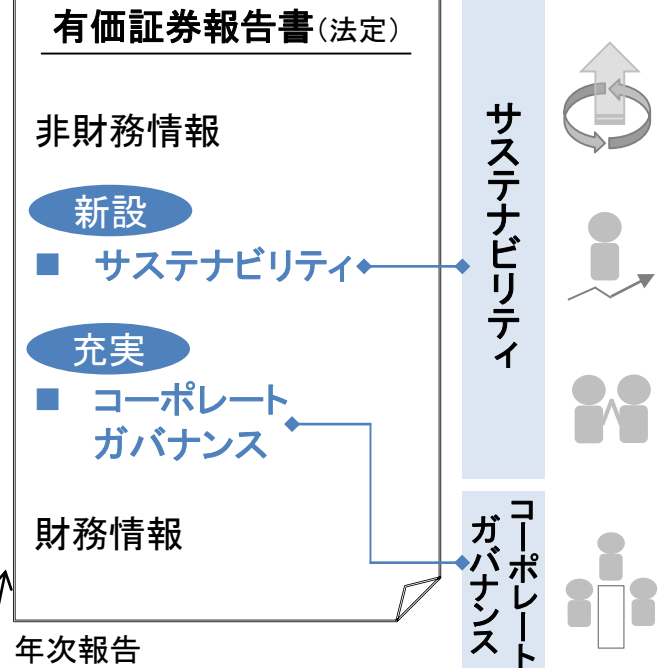 有価証券報告書(法定)
非財務情報
新設
■ サステナビリティ
充実
■ コーポレート
ガバナンス
財務情報
年次報告
サステナビリティ
コーポレート
ガバナンス